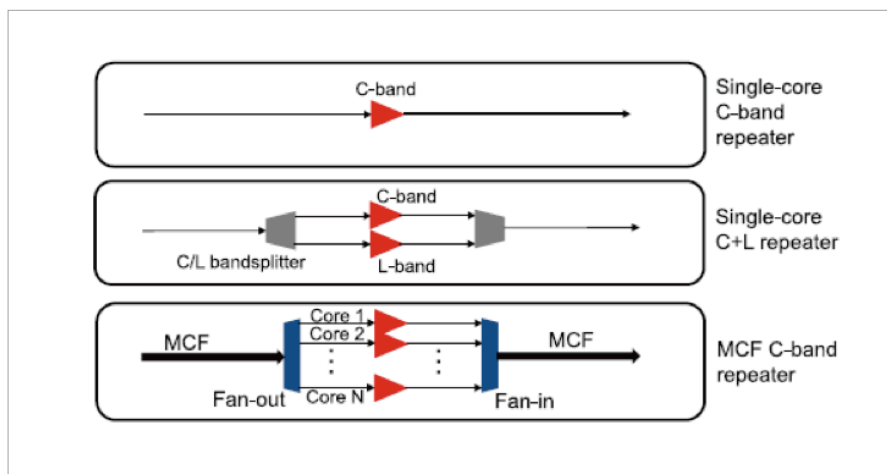 C-band
Single-core
C-band
repeater
C-band
C/L bandsplitter
L-band
Single-core
C+L repeater
MCF
Core 1
Core 2
Core N
MCF
Fan-out
Fan-in
MCF C-band
repeater